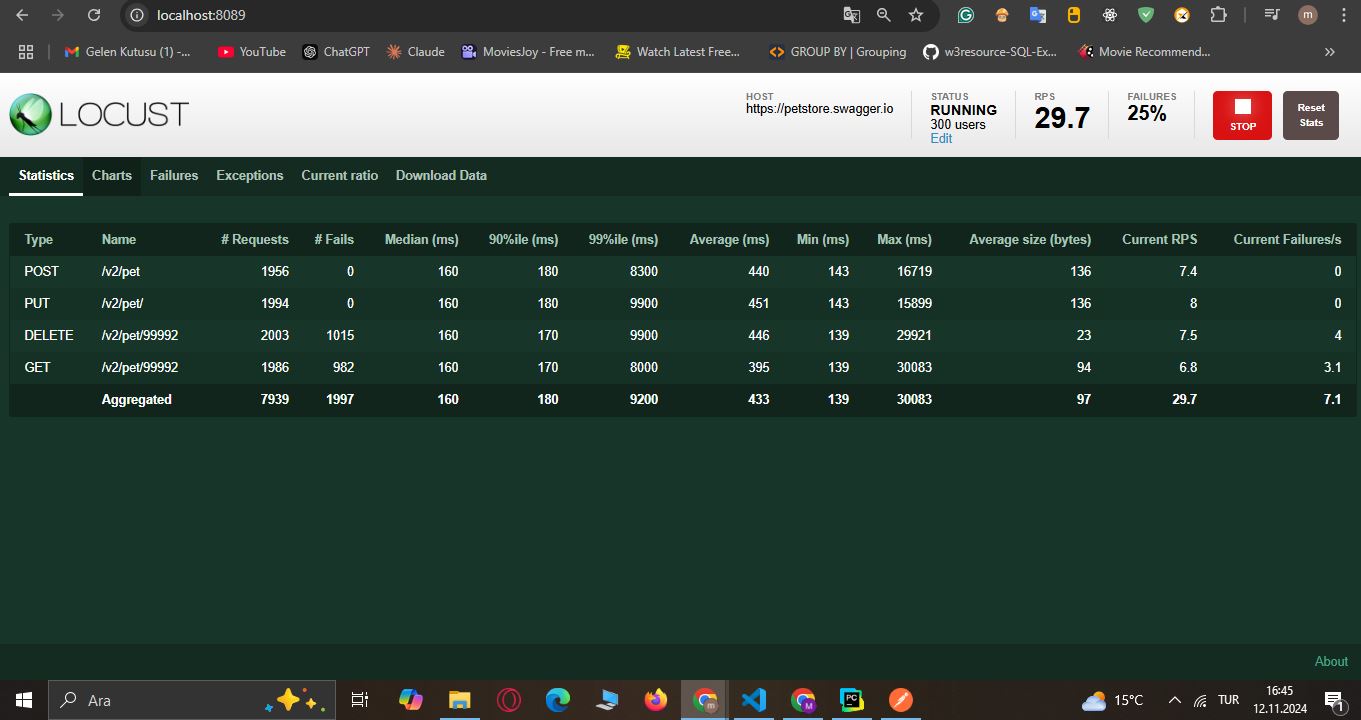 localhost:8089
Gelen Kutusu (1) -... YouTube ChatGPT Claude MoviesJoy - Free m... Watch Latest Free... GROUP BY | Grouping w3resource-SQL-Ex... Movie Recommend... »
LOCUST
HOST
https://petstore.swagger.io
STATUS
RUNNING
300 users
Edit
RPS
29.7
FAILURES
25%
STOP
Reset
Stats
Statistics Charts Failures Exceptions Current ratio Download Data
Type Name # Requests # Fails Median (ms) 90%ile (ms) 99%ile (ms) Average (ms) Min (ms) Max (ms) Average size (bytes) Current RPS Current Failures/s
POST /v2/pet 1956 0 160 180 8300 440 143 16719 136 7.4 0
PUT /v2/pet/ 1994 0 160 180 9900 451 143 15899 136 8 0
DELETE /v2/pet/99992 2003 1015 160 170 9900 446 139 29921 23 7.5 4
GET /v2/pet/99992 1986 982 160 170 8000 395 139 30083 94 6.8 3.1
Aggregated 7939 1997 160 180 9200 433 139 30083 97 29.7 7.1
About
Ara
PC
m
M
15°C
TUR
16:45
12.11.2024
1